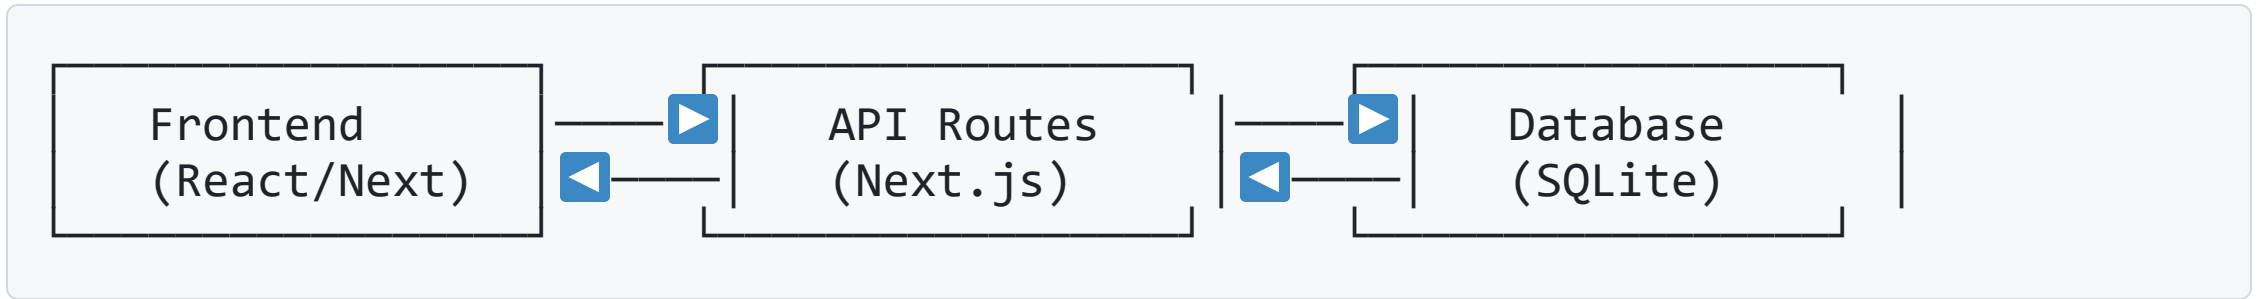 Frontend API Routes Database
(React/Next) (Next.js) (SQLite)